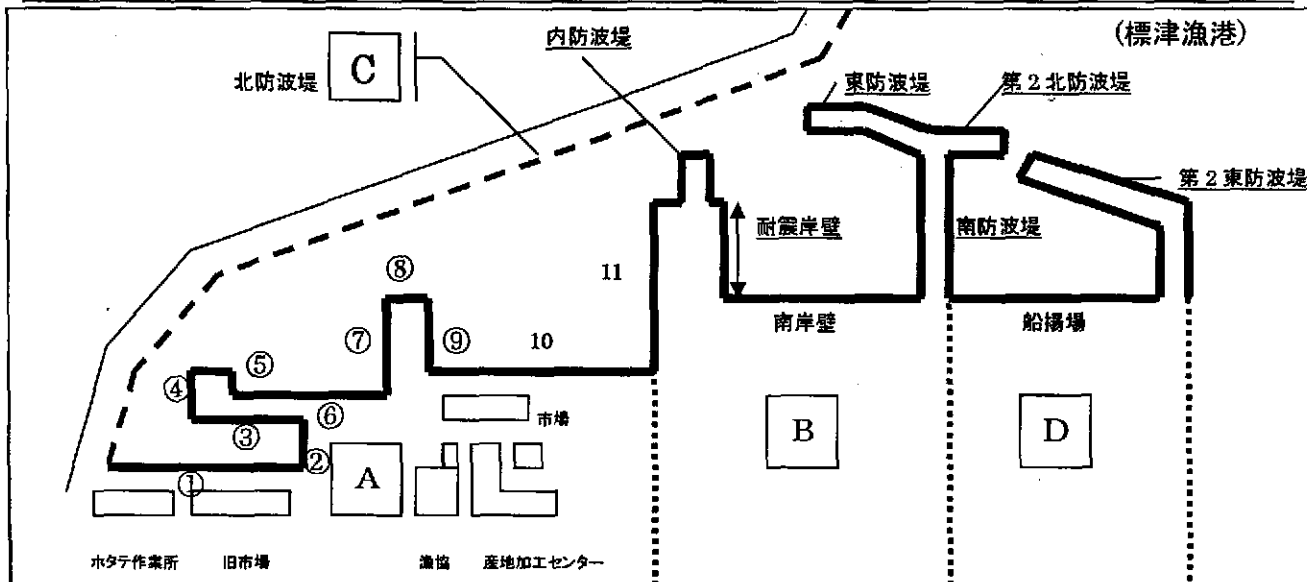 (標津漁港)
内防波堤
北防波堤
C
東防波堤
第2北防波堤
第2東防波堤
耐震岸壁
南防波堤
⑧
11
南岸壁
船揚場
⑦
⑨
10
⑤
④
⑥
市場
③
②
A
B
D
①
ホタテ作業所
旧市場
漁協
産地加工センター